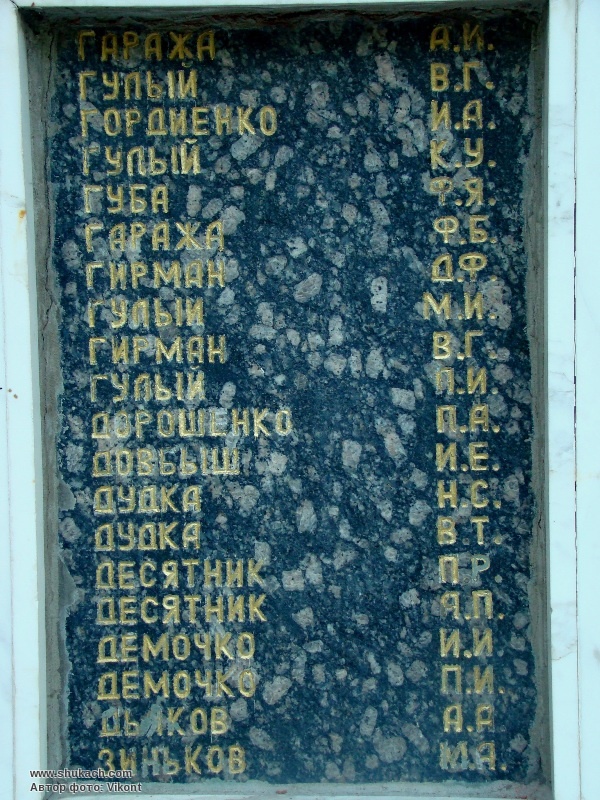 ГАРАЖА А.И.
ГУЛЫЙ В.Г.
ГОРДИЕНКО И.А.
ГУЛЫЙ К.У.
ГУБА Ф.Я.
ГАРАЖА Ф.Б.
ГИРМАН Д.Ф.
ГУЛЫЙ М.И.
ГИРМАН В.Г.
ГУЛЫЙ П.И.
ДОРОШЕНКО П.А.
ДОВБЫШ И.Е.
ДУДКА Н.С.
ДУДКА В.Т.
ДЕСЯТНИК П.Р.
ДЕСЯТНИК А.П.
ДЕМОЧКО И.И
ДЕМОЧКО П.И.
А.А
ЗИНЬКОВ М.А.
www.shukach.com
Автор фото: Vikont